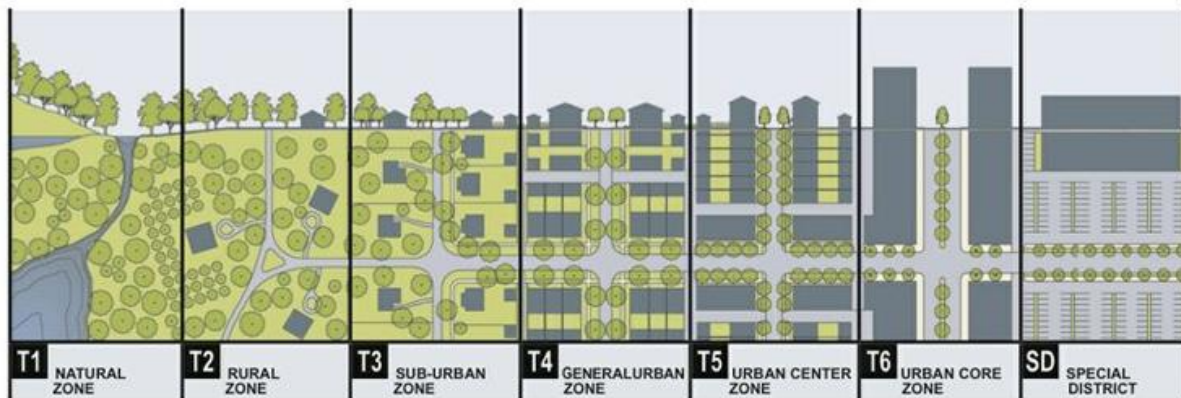 T1 NATURAL
ZONE
T2 RURAL
ZONE
T3 SUB-URBAN
ZONE
T4 GENERALURBAN
ZONE
T5 URBAN CENTER
ZONE
T6 URBAN CORE
ZONE
SD SPECIAL
DISTRICT